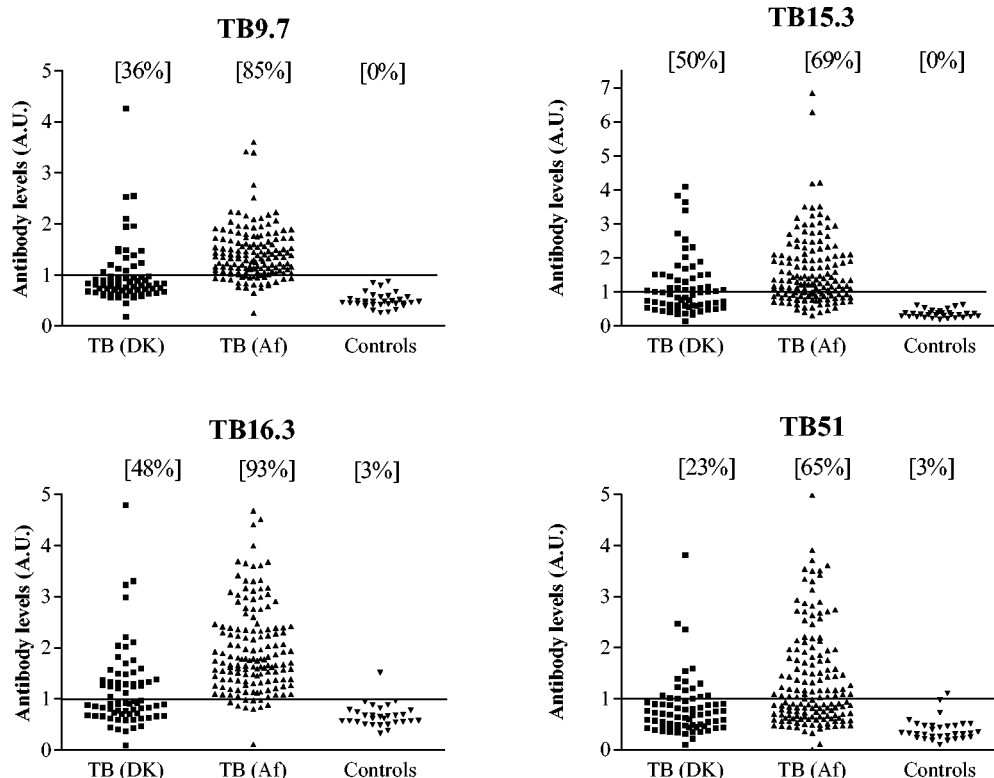 TB9.7
[36%] [85%] [0%]
Antibody levels (A.U.)
5
4
3
2
1
0
TB (DK) TB (Af) Controls
TB15.3
[50%] [69%] [0%]
Antibody levels (A.U.)
7
6
5
4
3
2
1
0
TB (DK) TB (Af) Controls
TB16.3
[48%] [93%] [3%]
Antibody levels (A.U.)
5
4
3
2
1
0
TB (DK) TB (Af) Controls
TB51
[23%] [65%] [3%]
Antibody levels (A.U.)
5
4
3
2
1
0
TB (DK) TB (Af) Controls